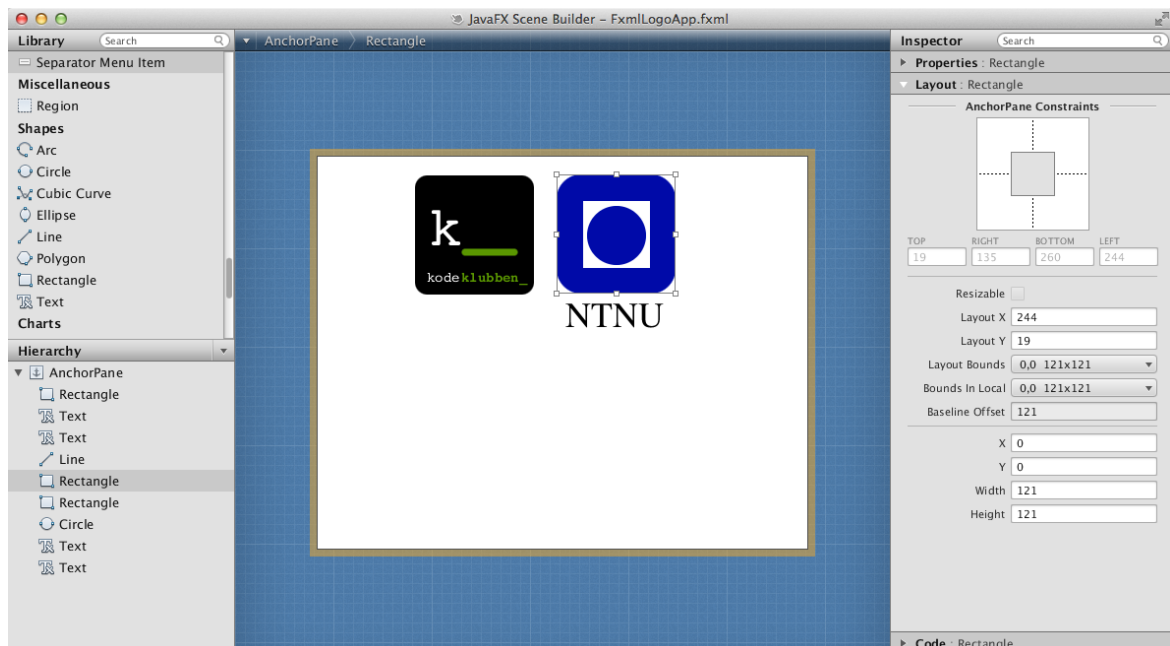 JavaFX Scene Builder – FxmlLogoApp.fxml
Library Search
Separator Menu Item
Miscellaneous
Region
Shapes
Arc
Circle
Cubic Curve
Ellipse
Line
Polygon
Rectangle
Text
Charts
Hierarchy
AnchorPane
Rectangle
Text
Text
Line
Rectangle
Rectangle
Circle
Text
Text
AnchorPane Rectangle
k_
kodeklubben_
NTNU
Inspector Search
Properties : Rectangle
Layout : Rectangle
AnchorPane Constraints
TOP RIGHT BOTTOM LEFT
19 135 260 244
Resizable
Layout X 244
Layout Y 19
Layout Bounds 0,0 121x121
Bounds In Local 0,0 121x121
Baseline Offset 121
X 0
Y 0
Width 121
Height 121
Code : Rectangle